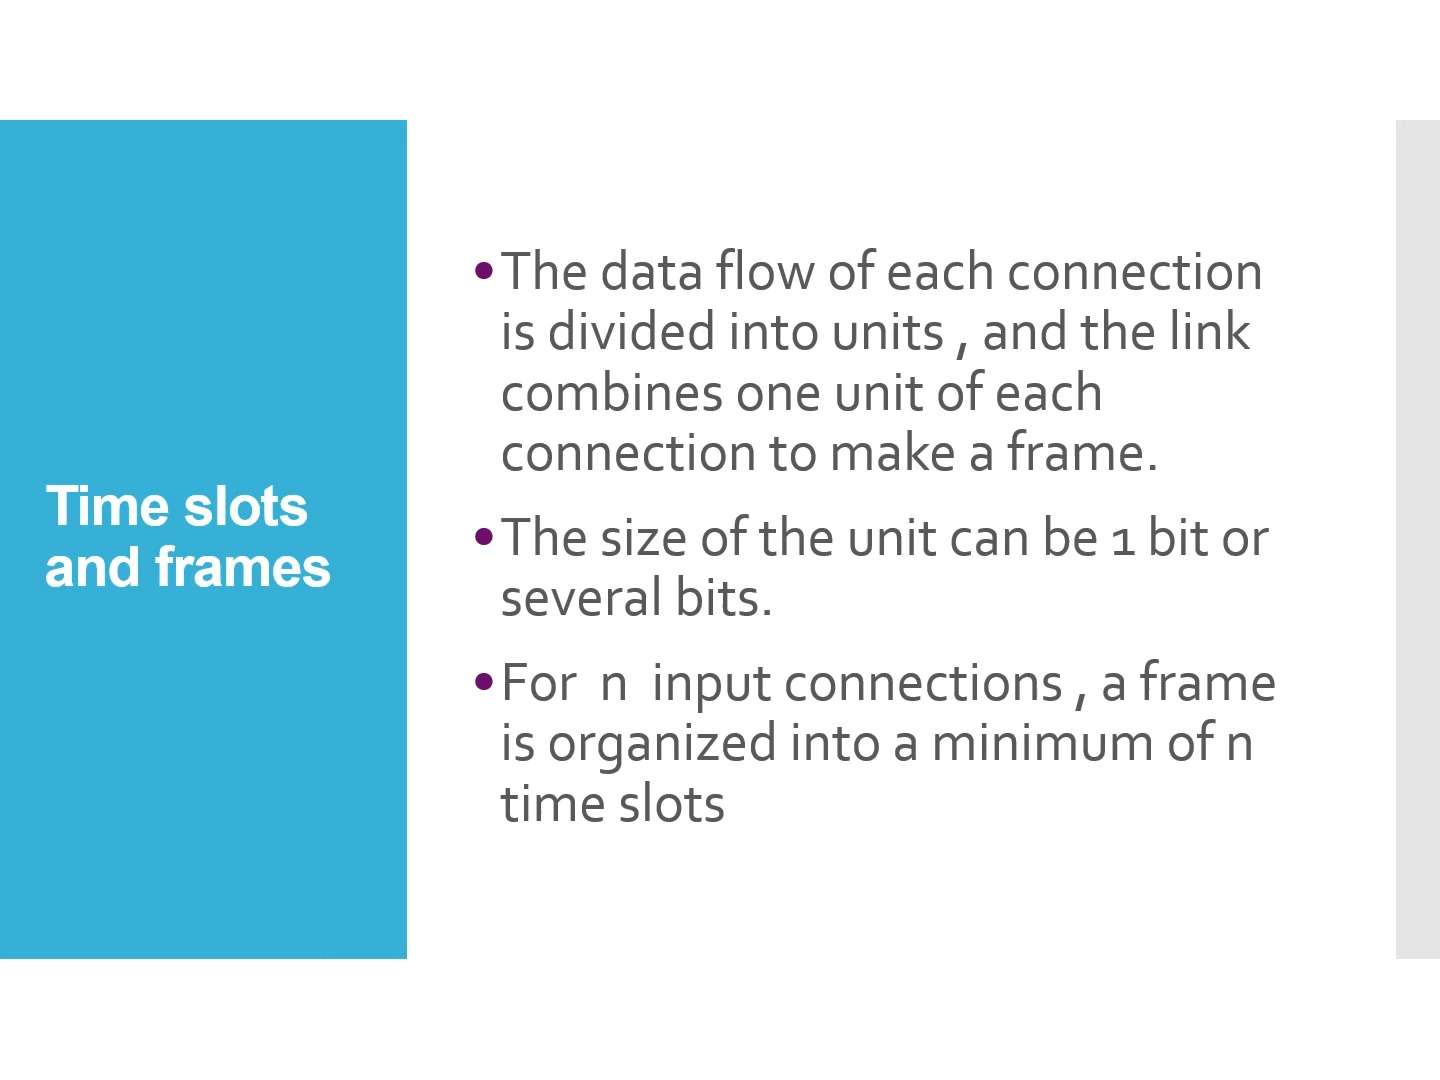 Time slots
and frames
•The data flow of each connection
is divided into units , and the link
combines one unit of each
connection to make a frame.
•The size of the unit can be 1 bit or
several bits.
•For  n  input connections , a frame
is organized into a minimum of n
time slots